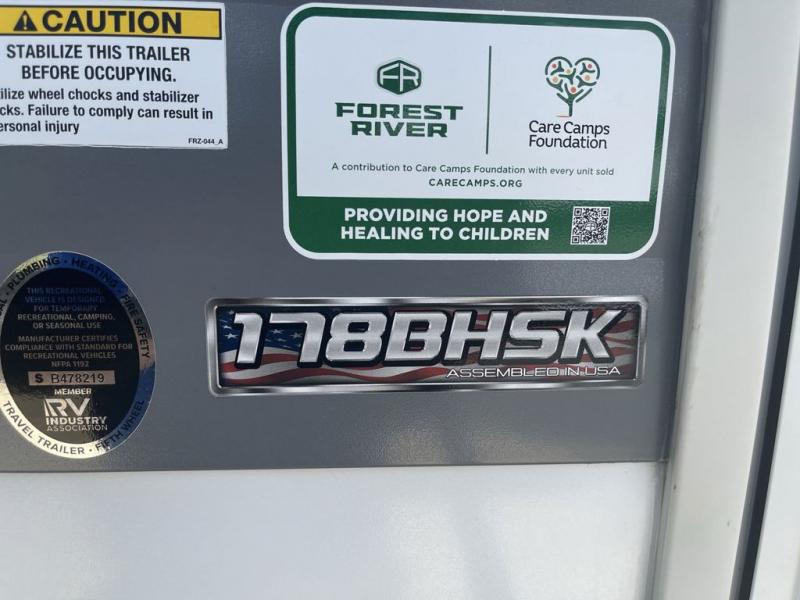 CAUTION
STABILIZE THIS TRAILER
BEFORE OCCUPYING.
tilize wheel chocks and stabilizer
cks. Failure to comply can result in
ersonal injury
FRZ-044_A
FR
FOREST
RIVER
Care Camps
Foundation
A contribution to Care Camps Foundation with every unit sold
CARECAMPS.ORG
PROVIDING HOPE AND
HEALING TO CHILDREN
AL • PLUMBING • HEATING • FIRE SAFETY
THIS RECREATIONAL
VEHICLE IS DESIGNED
FOR TEMPORARY
RECREATIONAL, CAMPING,
OR SEASONAL USE
MANUFACTURER CERTIFIES
COMPLIANCE WITH STANDARD FOR
RECREATIONAL VEHICLES
NFPA 1192
S B478219
MEMBER
RV
INDUSTRY
ASSOCIATION
TRAVEL TRAILER • FIFTH WHEEL
178BHSK
ASSEMBLED IN USA